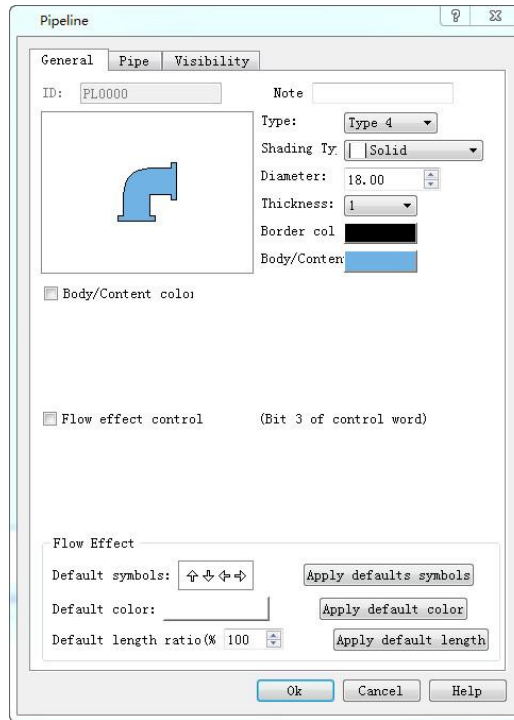 Pipeline
General Pipe Visibility
ID: PL0000 Note
Type: Type 4
Shading Ty Solid
Diameter: 18.00
Thickness: 1
Border col
Body/Conten
Body/Content color
Flow effect control (Bit 3 of control word)
Flow Effect
Default symbols: Apply defaults symbols
Default color: Apply default color
Default length ratio(% 100 Apply default length
Ok Cancel Help